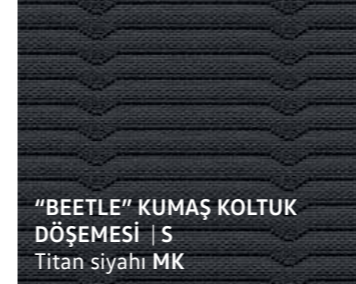 “BEETLE” KUMAŞ KOLTUK
DÖŞEMESİ | S
Titan siyahı MK